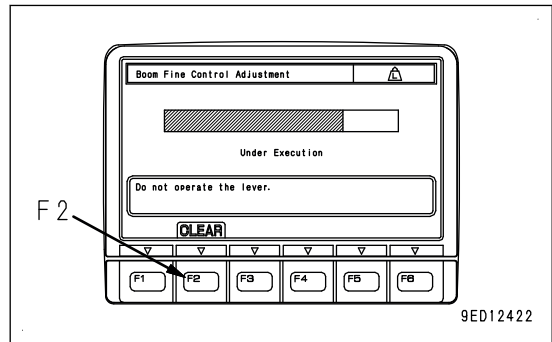 Boom Fine Control Adjustment
L
Under Execution
Do not operate the lever.
F2
CLEAR
F1 F2 F3 F4 F5 F6
9ED12422